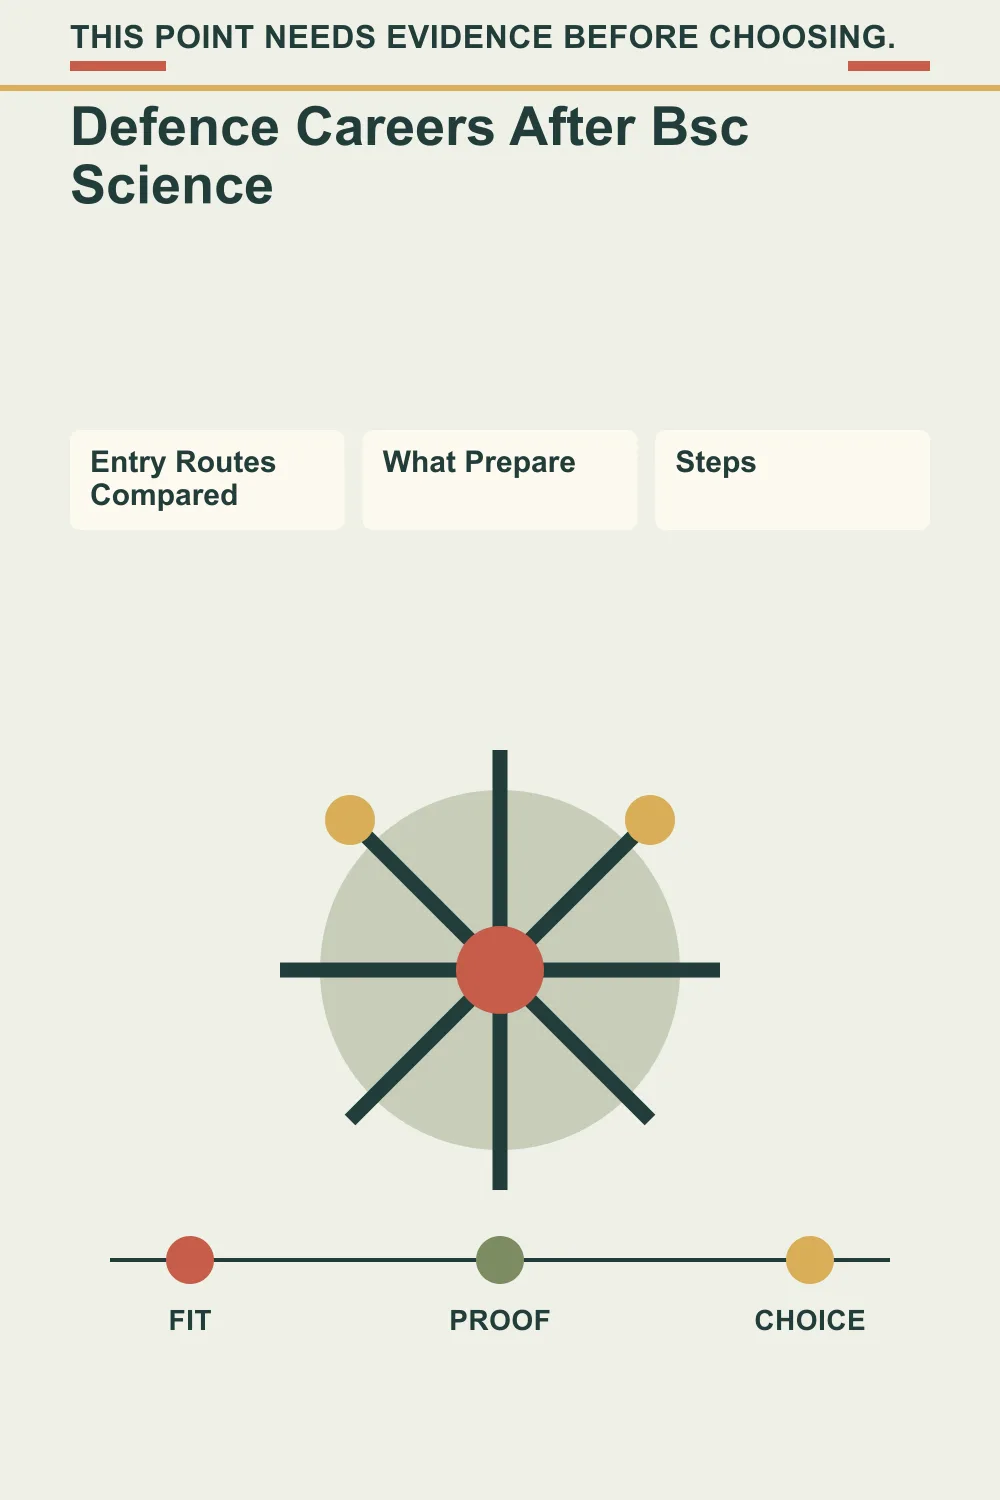 THIS POINT NEEDS EVIDENCE BEFORE CHOOSING.
Defence Careers After Bsc
Science
Entry Routes
Compared
What Prepare
Steps
FIT
PROOF
CHOICE